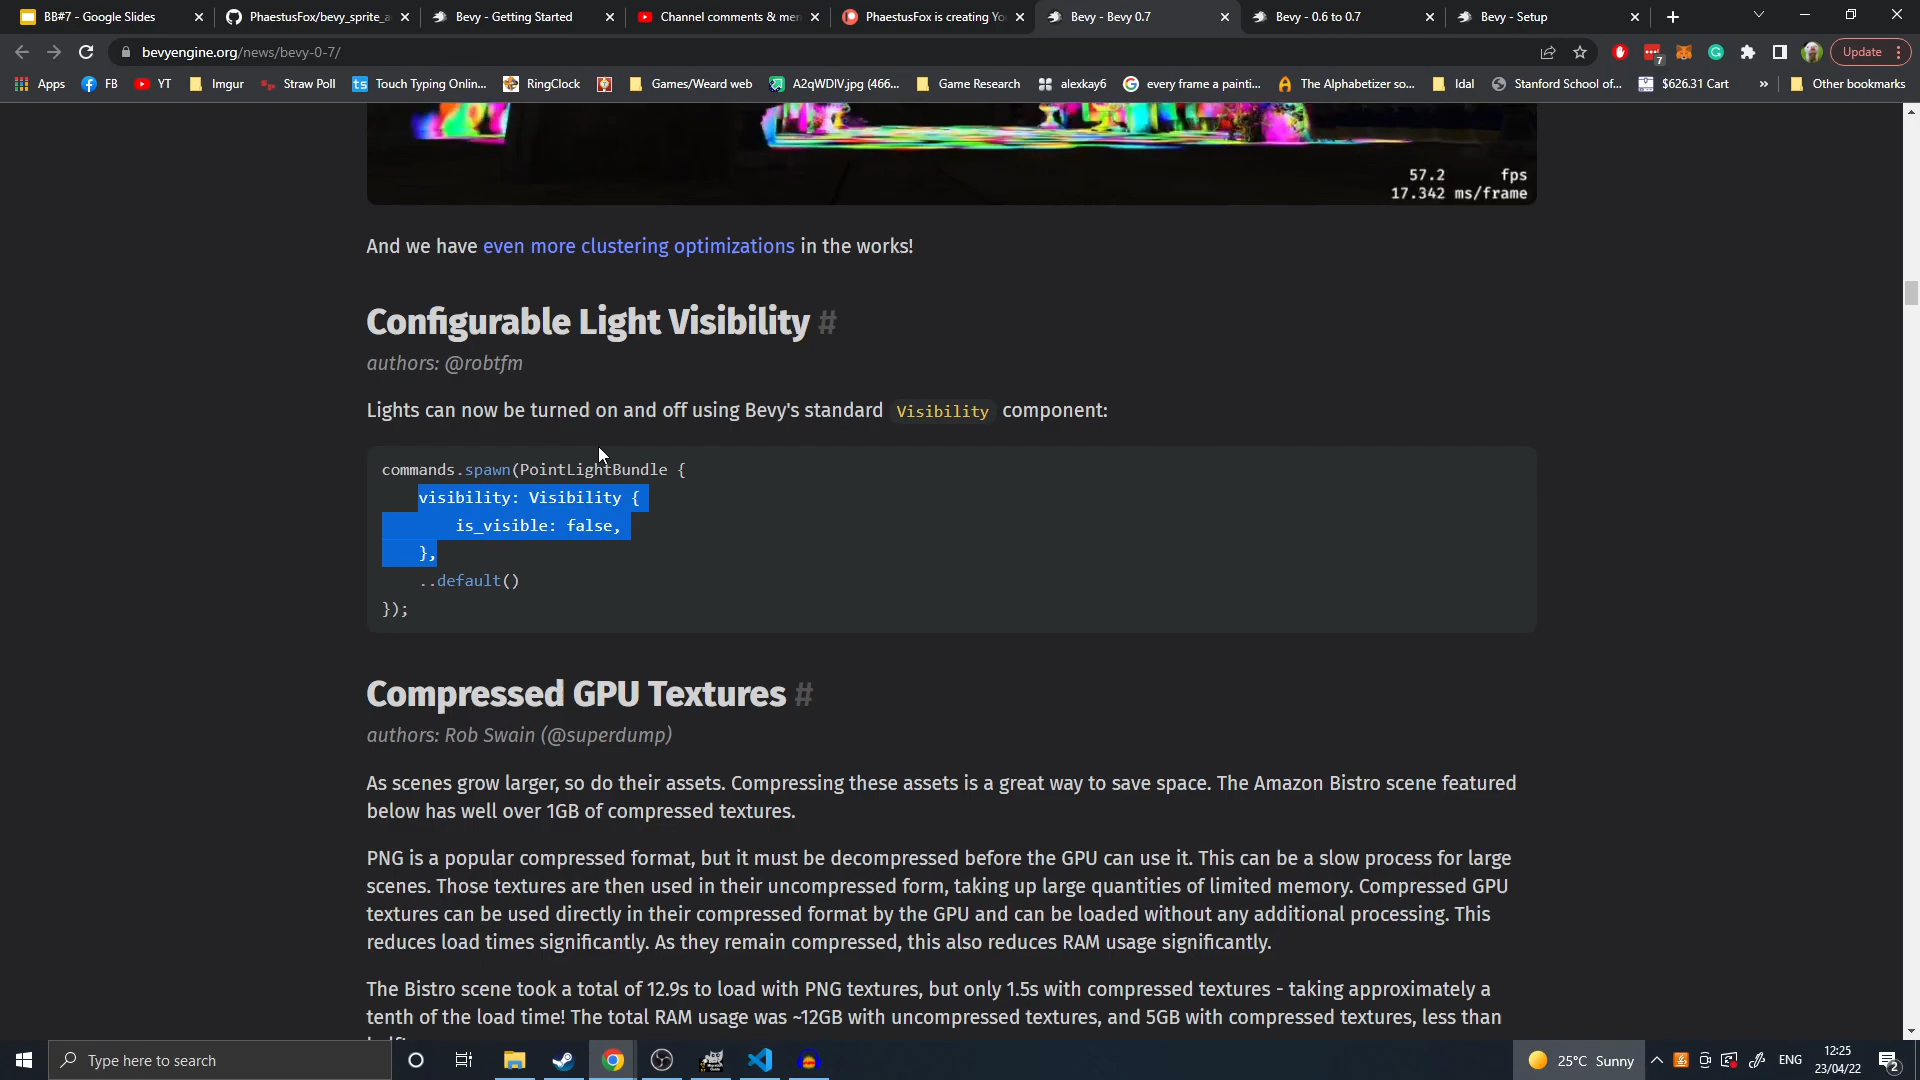 BB#7 - Google Slides
PhaestusFox/bevy_sprite_a
Bevy - Getting Started
Channel comments & me
PhaestusFox is creating Yo
Bevy - Bevy 0.7
Bevy - 0.6 to 0.7
Bevy - Setup
bevyengine.org/news/bevy-0-7/
7
Update
Apps
FB
YT
Imgur
Straw Poll
ts
Touch Typing Onlin...
RingClock
Games/Weard web
A2qWDlV.jpg (466...
Game Research
alexkay6
every frame a painti...
The Alphabetizer so...
Idal
Stanford School of...
$626.31 Cart
»
Other bookmarks
57.2 fps
17.342 ms/frame
And we have even more clustering optimizations in the works!
Configurable Light Visibility #
authors: @robtfm
Lights can now be turned on and off using Bevy's standard Visibility component:
commands.spawn(PointLightBundle {
visibility: Visibility {
is_visible: false,
},
..default()
});
Compressed GPU Textures #
authors: Rob Swain (@superdump)
As scenes grow larger, so do their assets. Compressing these assets is a great way to save space. The Amazon Bistro scene featured
below has well over 1GB of compressed textures.
PNG is a popular compressed format, but it must be decompressed before the GPU can use it. This can be a slow process for large
scenes. Those textures are then used in their uncompressed form, taking up large quantities of limited memory. Compressed GPU
textures can be used directly in their compressed format by the GPU and can be loaded without any additional processing. This
reduces load times significantly. As they remain compressed, this also reduces RAM usage significantly.
The Bistro scene took a total of 12.9s to load with PNG textures, but only 1.5s with compressed textures - taking approximately a
tenth of the load time! The total RAM usage was ~12GB with uncompressed textures, and 5GB with compressed textures, less than
Type here to search
25°C Sunny
ENG
12:25
23/04/22
2